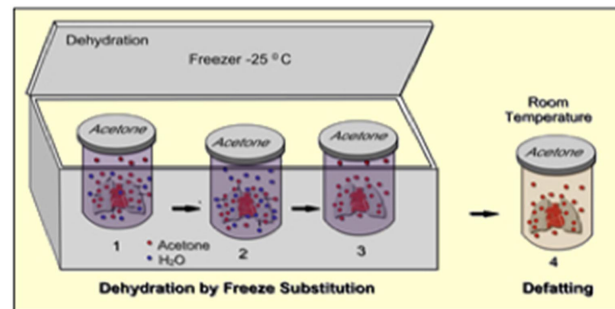 Dehydration
Freezer -25 °C
Room
Temperature
Acetone
Acetone
Acetone
Acetone
1
2
3
4
Acetone
H₂O
Dehydration by Freeze Substitution
Defatting